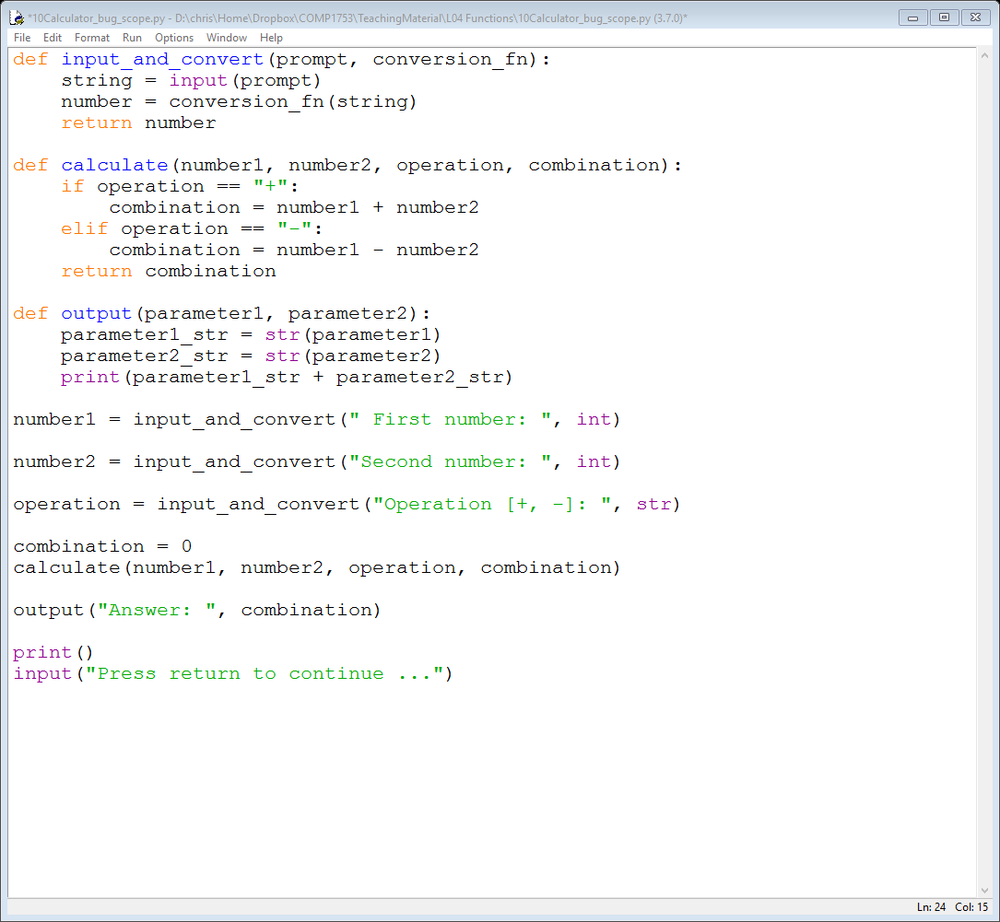 *10Calculator_bug_scope.py - D:\chris\Home\Dropbox\COMP1753\TeachingMaterial\L04 Functions\10Calculator_bug_scope.py (3.7.0)*
File Edit Format Run Options Window Help
def input_and_convert(prompt, conversion_fn):
    string = input(prompt)
    number = conversion_fn(string)
    return number

def calculate(number1, number2, operation, combination):
    if operation == "+":
        combination = number1 + number2
    elif operation == "-":
        combination = number1 - number2
    return combination

def output(parameter1, parameter2):
    parameter1_str = str(parameter1)
    parameter2_str = str(parameter2)
    print(parameter1_str + parameter2_str)

number1 = input_and_convert(" First number: ", int)

number2 = input_and_convert("Second number: ", int)

operation = input_and_convert("Operation [+, -]: ", str)

combination = 0
calculate(number1, number2, operation, combination)

output("Answer: ", combination)

print()
input("Press return to continue ...")
Ln: 24 Col: 15